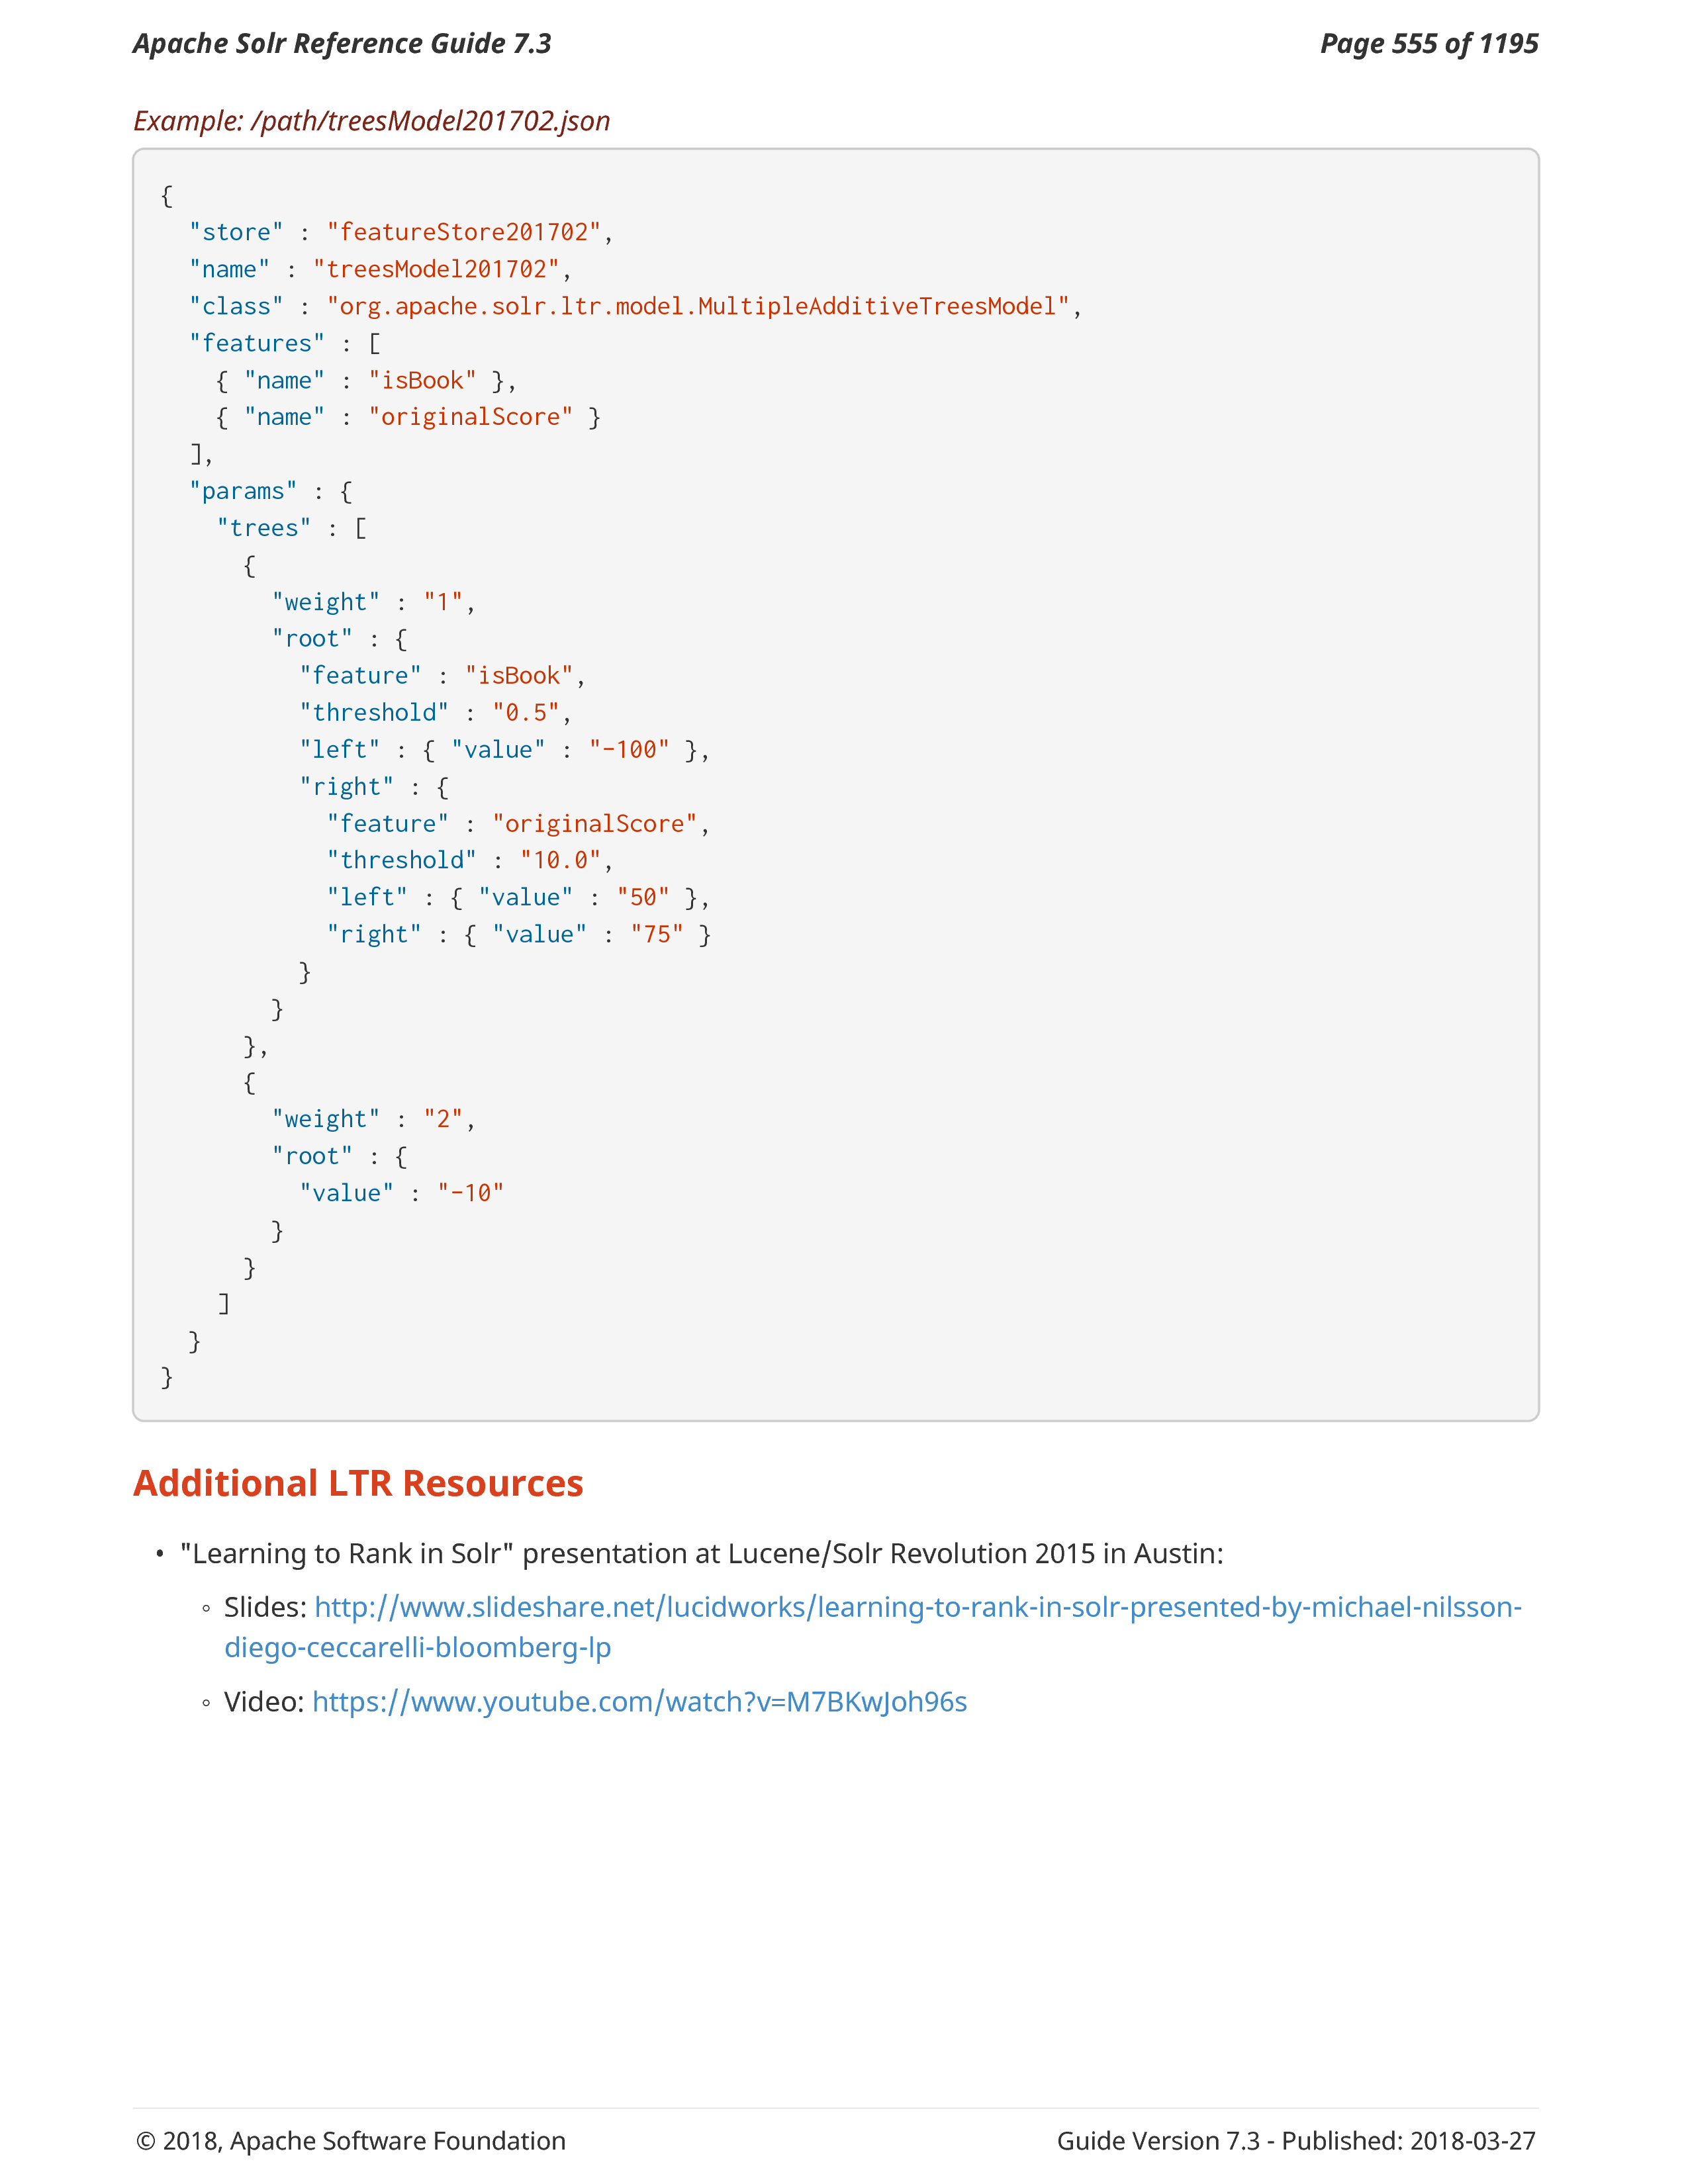 Apache Solr Reference Guide 7.3 Page 555 of 1195
Example: /path/treesModel201702.json
{
  "store" : "featureStore201702",
  "name" : "treesModel201702",
  "class" : "org.apache.solr.ltr.model.MultipleAdditiveTreesModel",
  "features" : [
    { "name" : "isBook" },
    { "name" : "originalScore" }
  ],
  "params" : {
    "trees" : [
      {
        "weight" : "1",
        "root" : {
          "feature" : "isBook",
          "threshold" : "0.5",
          "left" : { "value" : "-100" },
          "right" : {
            "feature" : "originalScore",
            "threshold" : "10.0",
            "left" : { "value" : "50" },
            "right" : { "value" : "75" }
          }
        }
      },
      {
        "weight" : "2",
        "root" : {
          "value" : "-10"
        }
      }
    ]
  }
}
Additional LTR Resources
• "Learning to Rank in Solr" presentation at Lucene/Solr Revolution 2015 in Austin:
◦ Slides: http://www.slideshare.net/lucidworks/learning-to-rank-in-solr-presented-by-michael-nilsson-
diego-ceccarelli-bloomberg-lp
◦ Video: https://www.youtube.com/watch?v=M7BKwJoh96s
© 2018, Apache Software Foundation Guide Version 7.3 - Published: 2018-03-27